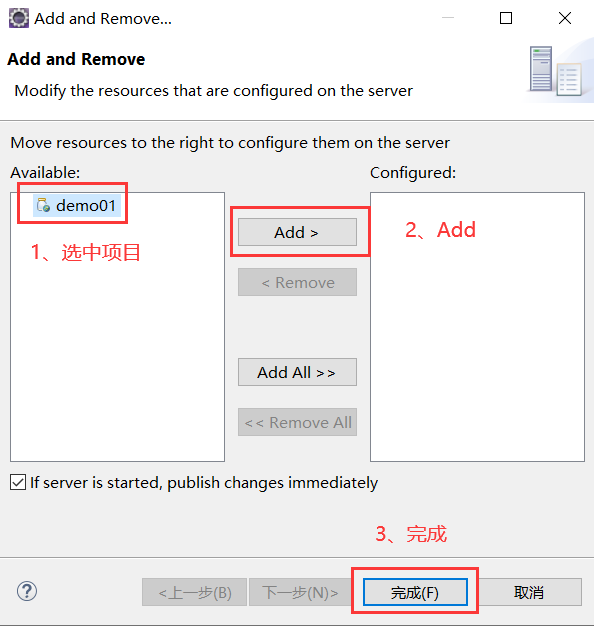 Add and Remove...
Add and Remove
Modify the resources that are configured on the server
Move resources to the right to configure them on the server
Available:
Configured:
demo01
1、选中项目
Add >
2、Add
< Remove
Add All >>
<< Remove All
If server is started, publish changes immediately
3、完成
?
<上一步(B)
下一步(N)>
完成(F)
取消